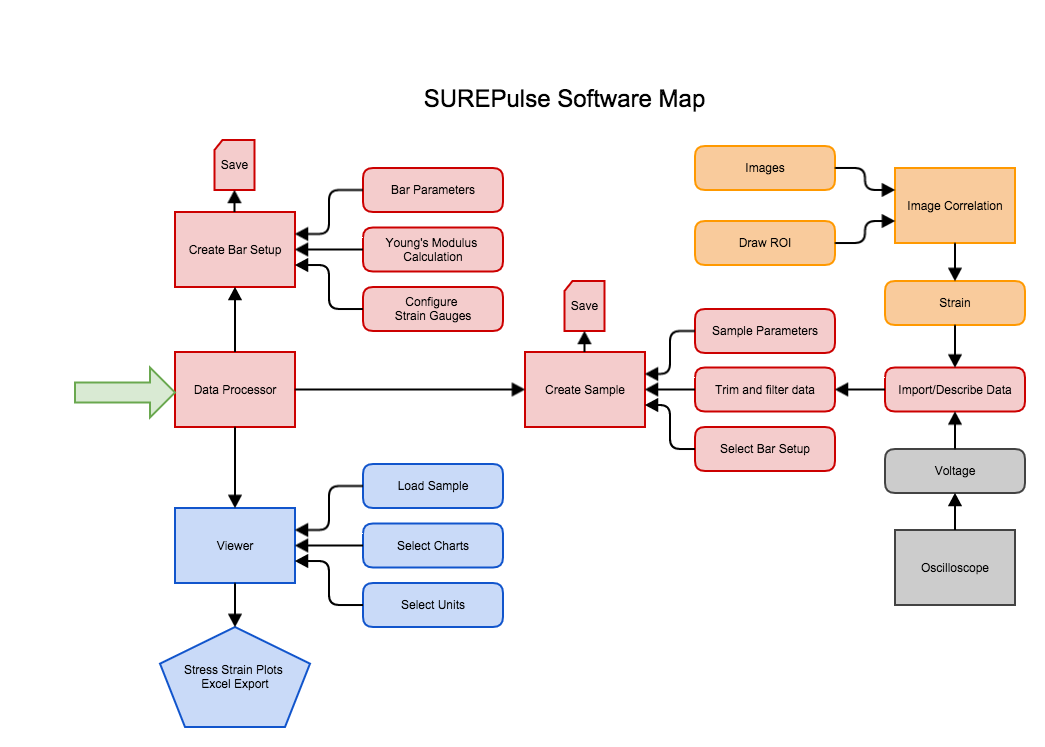 SUREPulse Software Map
Save
Bar Parameters
Create Bar Setup
Young's Modulus
Calculation
Configure
Strain Gauges
Images
Draw ROI
Image Correlation
Strain
Data Processor
Save
Create Sample
Sample Parameters
Trim and filter data
Select Bar Setup
Import/Describe Data
Voltage
Oscilloscope
Load Sample
Viewer
Select Charts
Select Units
Stress Strain Plots
Excel Export